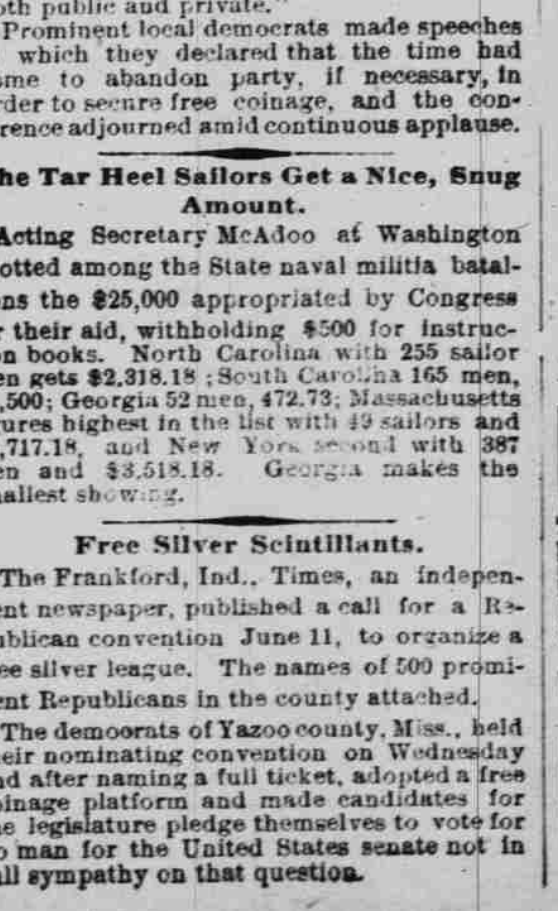 oth public and private."
Prominent local democrats made speeches
which they declared that the time had
me to abandon party, if necessary, in
rder to secure free coinage, and the con-
rence adjourned amid continuous applause.
he Tar Heel Sailors Get a Nice, Snug
Amount.
Acting Secretary McAdoo at Washington
otted among the State naval militia batal-
ns the $25,000 appropriated by Congress
r their aid, withholding $500 for instruc-
n books. North Carolina with 255 sailor
en gets $2,318.18 ; South Carolina 165 men,
,500; Georgia 52 men, 472.73; Massachusetts
ures highest in the list with 49 sailors and
,717.18, and New York second with 387
en and $3,518.18. Georgia makes the
mallest showing.
Free Silver Scintillants.
The Frankford, Ind., Times, an indepen-
ent newspaper, published a call for a Re-
ublican convention June 11, to organize a
ree silver league. The names of 500 promi-
ent Republicans in the county attached.
The demoorats of Yazoo county, Miss., held
eir nominating convention on Wednesday
nd after naming a full ticket, adopted a free
oinage platform and made candidates for
e legislature pledge themselves to vote for
o man for the United States senate not in
ull sympathy on that question.